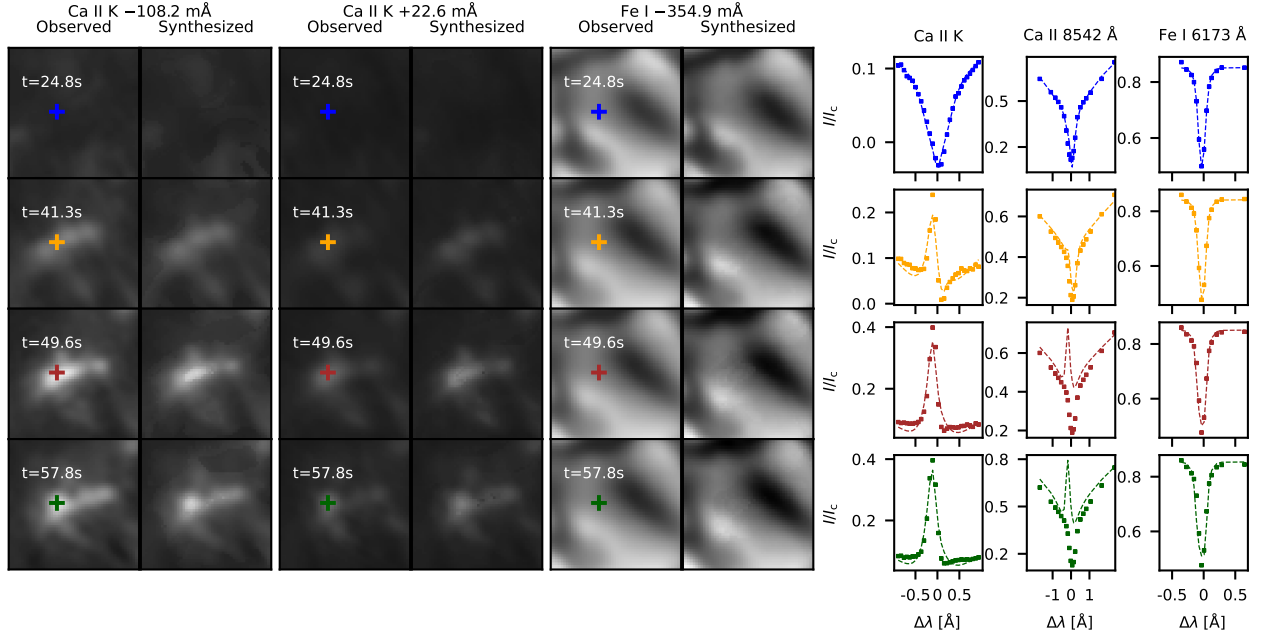 Ca II K −108.2 mÅ
Observed Synthesized
Ca II K +22.6 mÅ
Observed Synthesized
Fe I −354.9 mÅ
Observed Synthesized
t=24.8s
t=24.8s
t=24.8s
t=41.3s
t=41.3s
t=41.3s
t=49.6s
t=49.6s
t=49.6s
t=57.8s
t=57.8s
t=57.8s
Ca II K
Ca II 8542 Å
Fe I 6173 Å
I/Ic
0.1
0.0
0.5
0.2
0.8
0.6
I/Ic
0.2
0.1
0.0
0.6
0.4
0.2
0.8
0.6
I/Ic
0.4
0.2
0.6
0.4
0.2
0.8
0.6
I/Ic
0.4
0.2
0.8
0.5
0.2
0.8
0.6
-0.5 0 0.5
-1 0 1
-0.5 0 0.5
Δλ [Å]
Δλ [Å]
Δλ [Å]